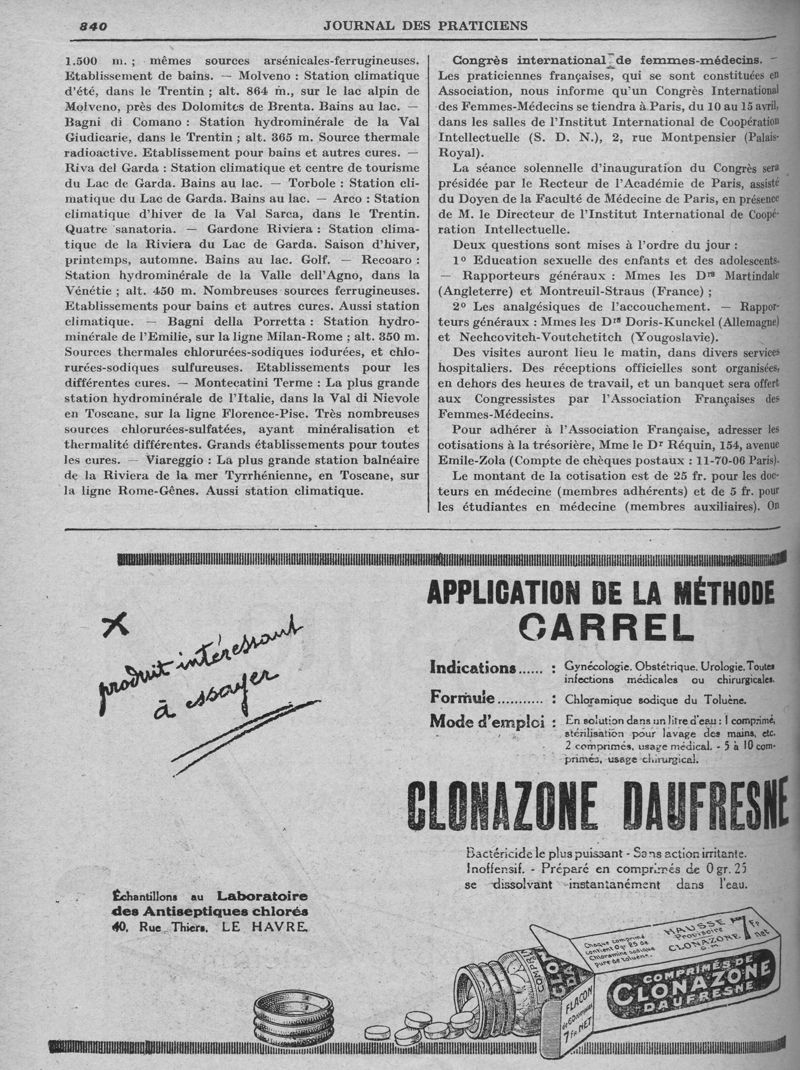 840
JOURNAL DES PRATICIENS
1.500 m. ; mêmes sources arsénicales-ferrugineuses.
Etablissement de bains. — Molveno : Station climatique
d'été, dans le Trentin ; alt. 864 m., sur le lac alpin de
Molveno, près des Dolomites de Brenta. Bains au lac. —
Bagni di Comano : Station hydrominérale de la Val
Giudicarie, dans le Trentin ; alt. 365 m. Source thermale
radioactive. Etablissement pour bains et autres cures. —
Riva del Garda : Station climatique et centre de tourisme
du Lac de Garda. Bains au lac. — Torbole : Station cli-
matique du Lac de Garda. Bains au lac. — Arco : Station
climatique d'hiver de la Val Sarca, dans le Trentin.
Quatre sanatoria. — Gardone Riviera : Station clima-
tique de la Riviera du Lac de Garda. Saison d'hiver,
printemps, automne. Bains au lac. Golf. — Recoaro :
Station hydrominérale de la Valle dell'Agno, dans la
Vénétie ; alt. 450 m. Nombreuses sources ferrugineuses.
Etablissements pour bains et autres cures. Aussi station
climatique. — Bagni della Porretta : Station hydro-
minérale de l'Emilie, sur la ligne Milan-Rome ; alt. 350 m.
Sources thermales chlorurées-sodiques iodurées, et chlo-
rurées-sodiques sulfureuses. Etablissements pour les
différentes cures. — Montecatini Terme : La plus grande
station hydrominérale de l'Italie, dans la Val di Nievole
en Toscane, sur la ligne Florence-Pise. Très nombreuses
sources chlorurées-sulfatées, ayant minéralisation et
thermalité différentes. Grands établissements pour toutes
les cures. — Viareggio : La plus grande station balnéaire
de la Riviera de la mer Tyrrhénienne, en Toscane, sur
la ligne Rome-Gênes. Aussi station climatique.
Congrès international de femmes-médecins. —
Les praticiennes françaises, qui se sont constituées en
Association, nous informe qu'un Congrès International
des Femmes-Médecins se tiendra à Paris, du 10 au 15 avril,
dans les salles de l'Institut International de Coopération
Intellectuelle (S. D. N.), 2, rue Montpensier (Palais-
Royal).
La séance solennelle d'inauguration du Congrès sera
présidée par le Recteur de l'Académie de Paris, assisté
du Doyen de la Faculté de Médecine de Paris, en présence
de M. le Directeur de l'Institut International de Coopé-
ration Intellectuelle.
Deux questions sont mises à l'ordre du jour :
1° Education sexuelle des enfants et des adolescents.
— Rapporteurs généraux : Mmes les Drs Martindale
(Angleterre) et Montreuil-Straus (France) ;
2° Les analgésiques de l'accouchement. — Rappor-
teurs généraux : Mmes les Drs Doris-Kunckel (Allemagne)
et Nechcovitch-Voutchetitch (Yougoslavie).
Des visites auront lieu le matin, dans divers services
hospitaliers. Des réceptions officielles sont organisées,
en dehors des heures de travail, et un banquet sera offert
aux Congressistes par l'Association Françaises des
Femmes-Médecins.
Pour adhérer à l'Association Française, adresser les
cotisations à la trésorière, Mme le Dr Réquin, 154, avenue
Emile-Zola (Compte de chèques postaux : 11-70-06 Paris).
Le montant de la cotisation est de 25 fr. pour les doc-
teurs en médecine (membres adhérents) et de 5 fr. pour
les étudiantes en médecine (membres auxiliaires). On
X
produit intéressant
à essayer
APPLICATION DE LA MÉTHODE
CARREL
Indications ...... : Gynécologie. Obstétrique. Urologie. Toutes
infections médicales ou chirurgicales.
Formule ........... : Chloramique sodique du Toluène.
Mode d'emploi : En solution dans un litre d'eau : 1 comprimé,
stérilisation pour lavage des mains, etc.
2 comprimés, usage médical. - 5 à 10 com-
primés, usage chirurgical.
CLONAZONE DAUFRESNE
Bactéricide le plus puissant - Sans action irritante.
Inoffensif. - Préparé en comprimés de 0 gr. 25
se dissolvant instantanément dans l'eau.
Échantillons au Laboratoire
des Antiseptiques chlorés
40, Rue Thiers, LE HAVRE.
Chaque comprimé
contient 0 gr 25 de
Chloramine sodique
pure de toluène.
HAUSSE
Provisoire
CLONAZONE
1 Fr net
COMPRIMÉS DE
CLONAZONE
DAUFRESNE
FLACON
7 fr NET